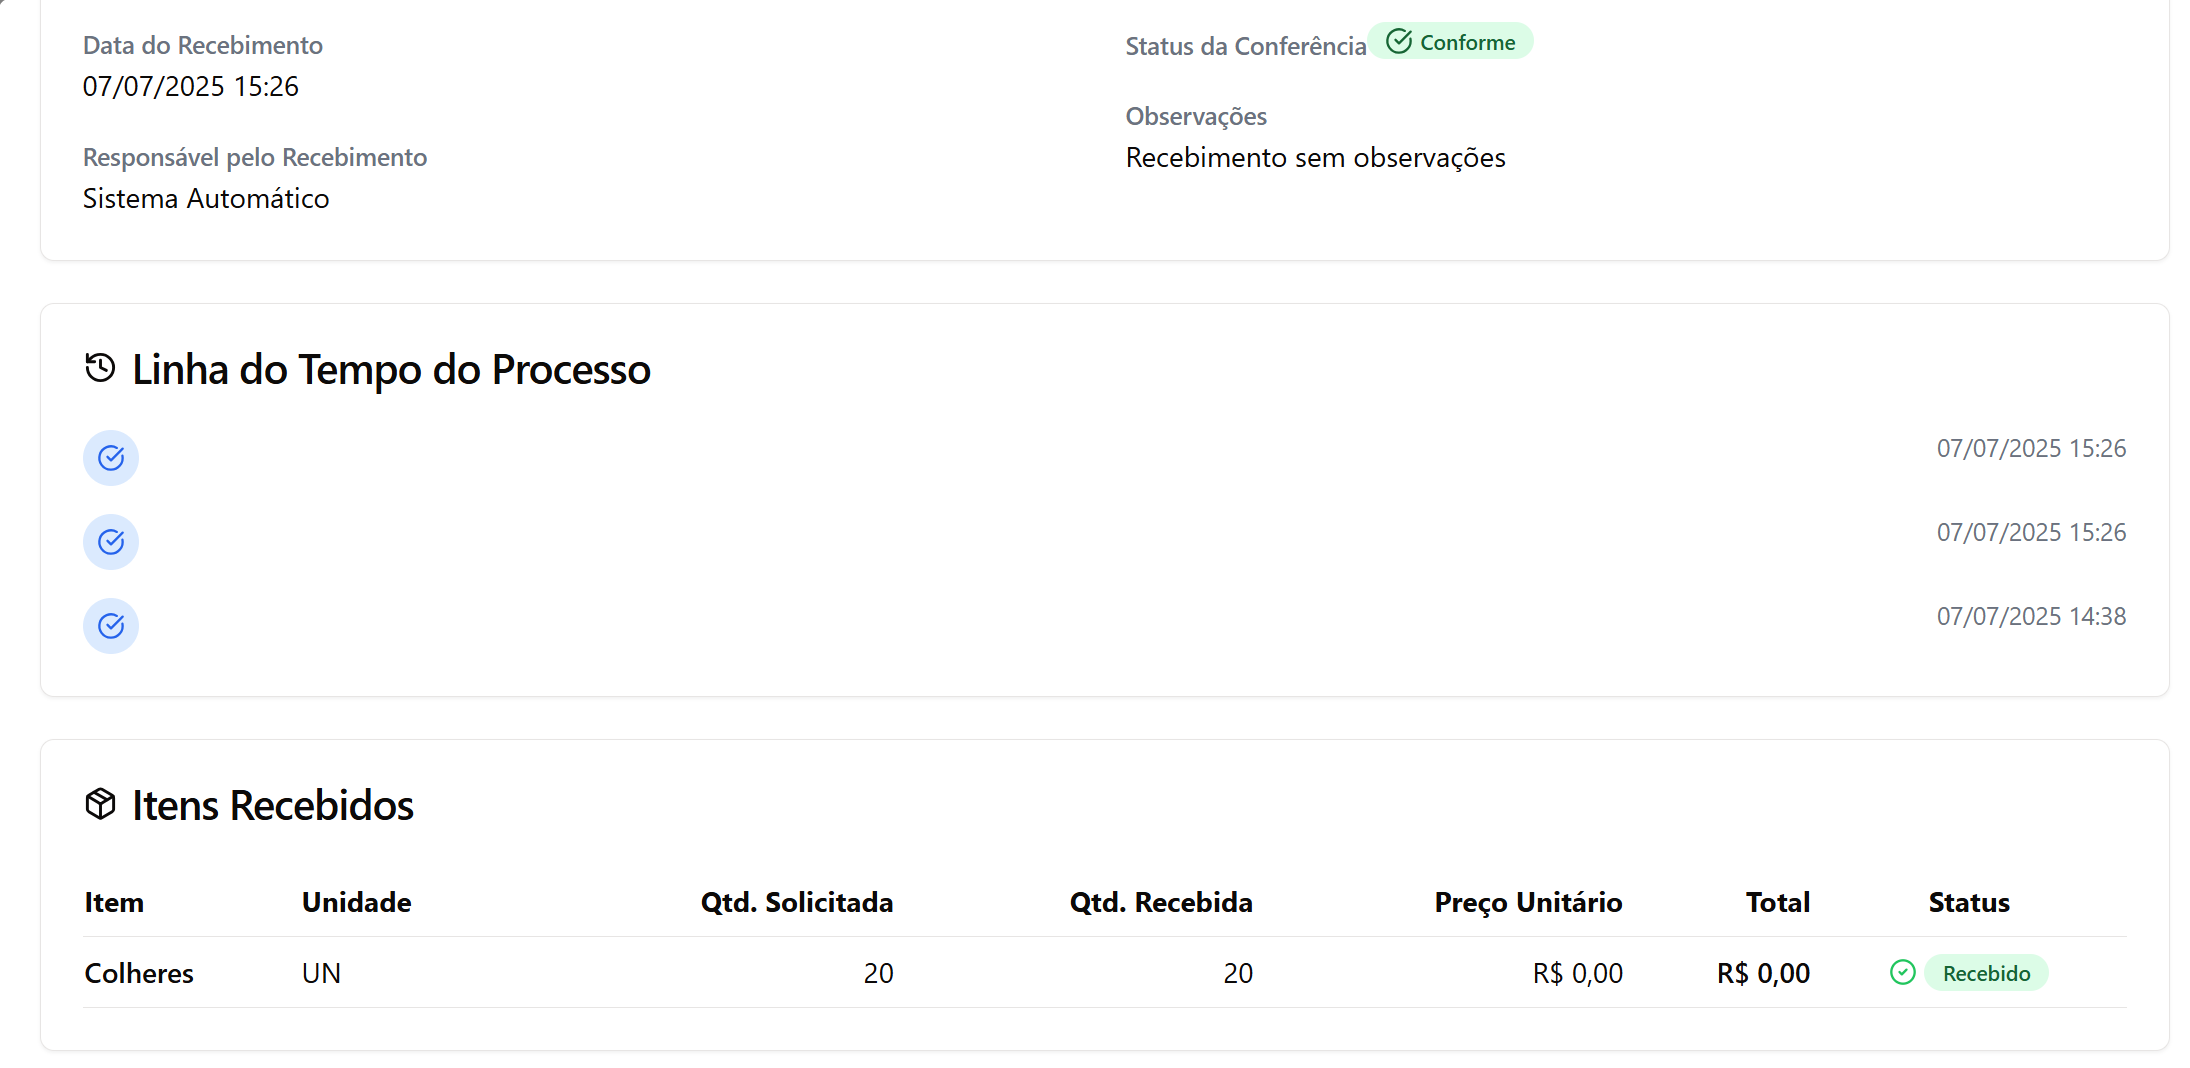 Data do Recebimento
07/07/2025 15:26
Responsável pelo Recebimento
Sistema Automático
Status da Conferência Conforme
Observações
Recebimento sem observações
Linha do Tempo do Processo
07/07/2025 15:26
07/07/2025 15:26
07/07/2025 14:38
Itens Recebidos
Item Unidade Qtd. Solicitada Qtd. Recebida Preço Unitário Total Status
Colheres UN 20 20 R$ 0,00 R$ 0,00 Recebido